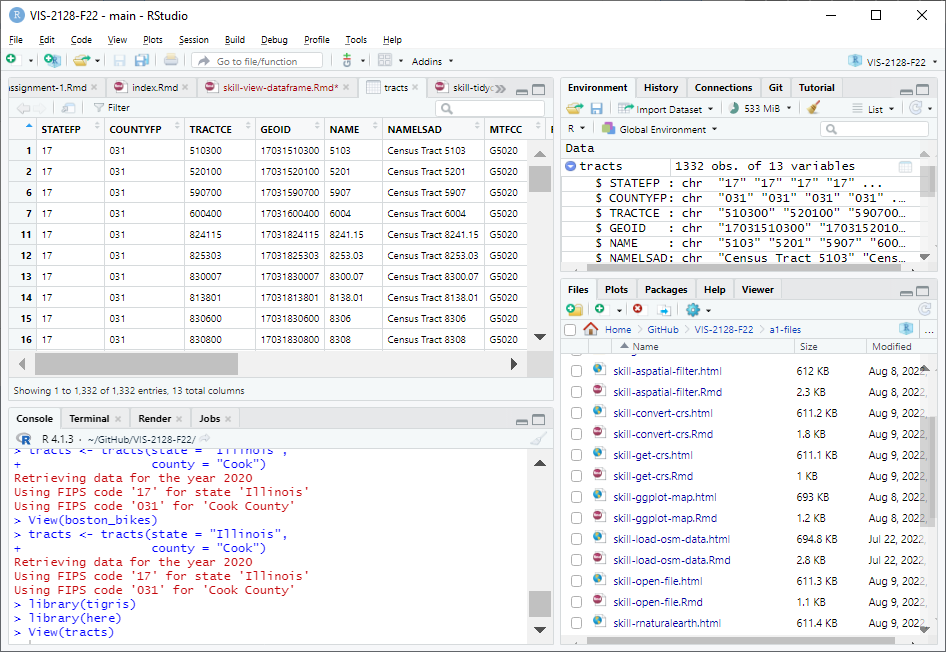 VIS-2128-F22 - main - RStudio
File Edit Code View Plots Session Build Debug Profile Tools Help
Go to file/function Addins VIS-2128-F22
ssignment-1.Rmd index.Rmd skill-view-dataframe.Rmd* tracts skill-tidyc
Filter
STATEFP COUNTYFP TRACTCE GEOID NAME NAMELSAD MTFCC
1 17 031 510300 17031510300 5103 Census Tract 5103 G5020
2 17 031 520100 17031520100 5201 Census Tract 5201 G5020
6 17 031 590700 17031590700 5907 Census Tract 5907 G5020
7 17 031 600400 17031600400 6004 Census Tract 6004 G5020
11 17 031 824115 17031824115 8241.15 Census Tract 8241.15 G5020
12 17 031 825303 17031825303 8253.03 Census Tract 8253.03 G5020
13 17 031 830007 17031830007 8300.07 Census Tract 8300.07 G5020
14 17 031 813801 17031813801 8138.01 Census Tract 8138.01 G5020
15 17 031 830600 17031830600 8306 Census Tract 8306 G5020
16 17 031 830800 17031830800 8308 Census Tract 8308 G5020
Showing 1 to 1,332 of 1,332 entries, 13 total columns
Console Terminal Render Jobs
R 4.1.3 · ~/GitHub/VIS-2128-F22/
> tracts <- tracts(state = "Illinois",
+ county = "Cook")
Retrieving data for the year 2020
Using FIPS code '17' for state 'Illinois'
Using FIPS code '031' for 'Cook County'
> View(boston_bikes)
> tracts <- tracts(state = "Illinois",
+ county = "Cook")
Retrieving data for the year 2020
Using FIPS code '17' for state 'Illinois'
Using FIPS code '031' for 'Cook County'
> library(tigris)
> library(here)
> View(tracts)
Environment History Connections Git Tutorial
Import Dataset 533 MiB List
R Global Environment
Data
tracts 1332 obs. of 13 variables
$ STATEFP : chr "17" "17" "17" "17" ...
$ COUNTYFP: chr "031" "031" "031" "031" ...
$ TRACTCE : chr "510300" "520100" "590700...
$ GEOID : chr "17031510300" "1703152010...
$ NAME : chr "5103" "5201" "5907" "600...
$ NAMELSAD: chr "Census Tract 5103" "Cens...
Files Plots Packages Help Viewer
Home GitHub VIS-2128-F22 a1-files ...
Name Size Modified
skill-aspatial-filter.html 612 KB Aug 8, 2022,
skill-aspatial-filter.Rmd 2.3 KB Aug 8, 2022,
skill-convert-crs.html 611.2 KB Aug 9, 2022,
skill-convert-crs.Rmd 1.8 KB Aug 9, 2022,
skill-get-crs.html 611.1 KB Aug 9, 2022,
skill-get-crs.Rmd 1 KB Aug 9, 2022,
skill-ggplot-map.html 693 KB Aug 8, 2022,
skill-ggplot-map.Rmd 1.2 KB Aug 8, 2022,
skill-load-osm-data.html 694.8 KB Jul 22, 2022,
skill-load-osm-data.Rmd 2.8 KB Jul 22, 2022,
skill-open-file.html 611.3 KB Aug 9, 2022,
skill-open-file.Rmd 1.1 KB Aug 9, 2022,
skill-rnaturalearth.html 611.4 KB Aug 9, 2022,